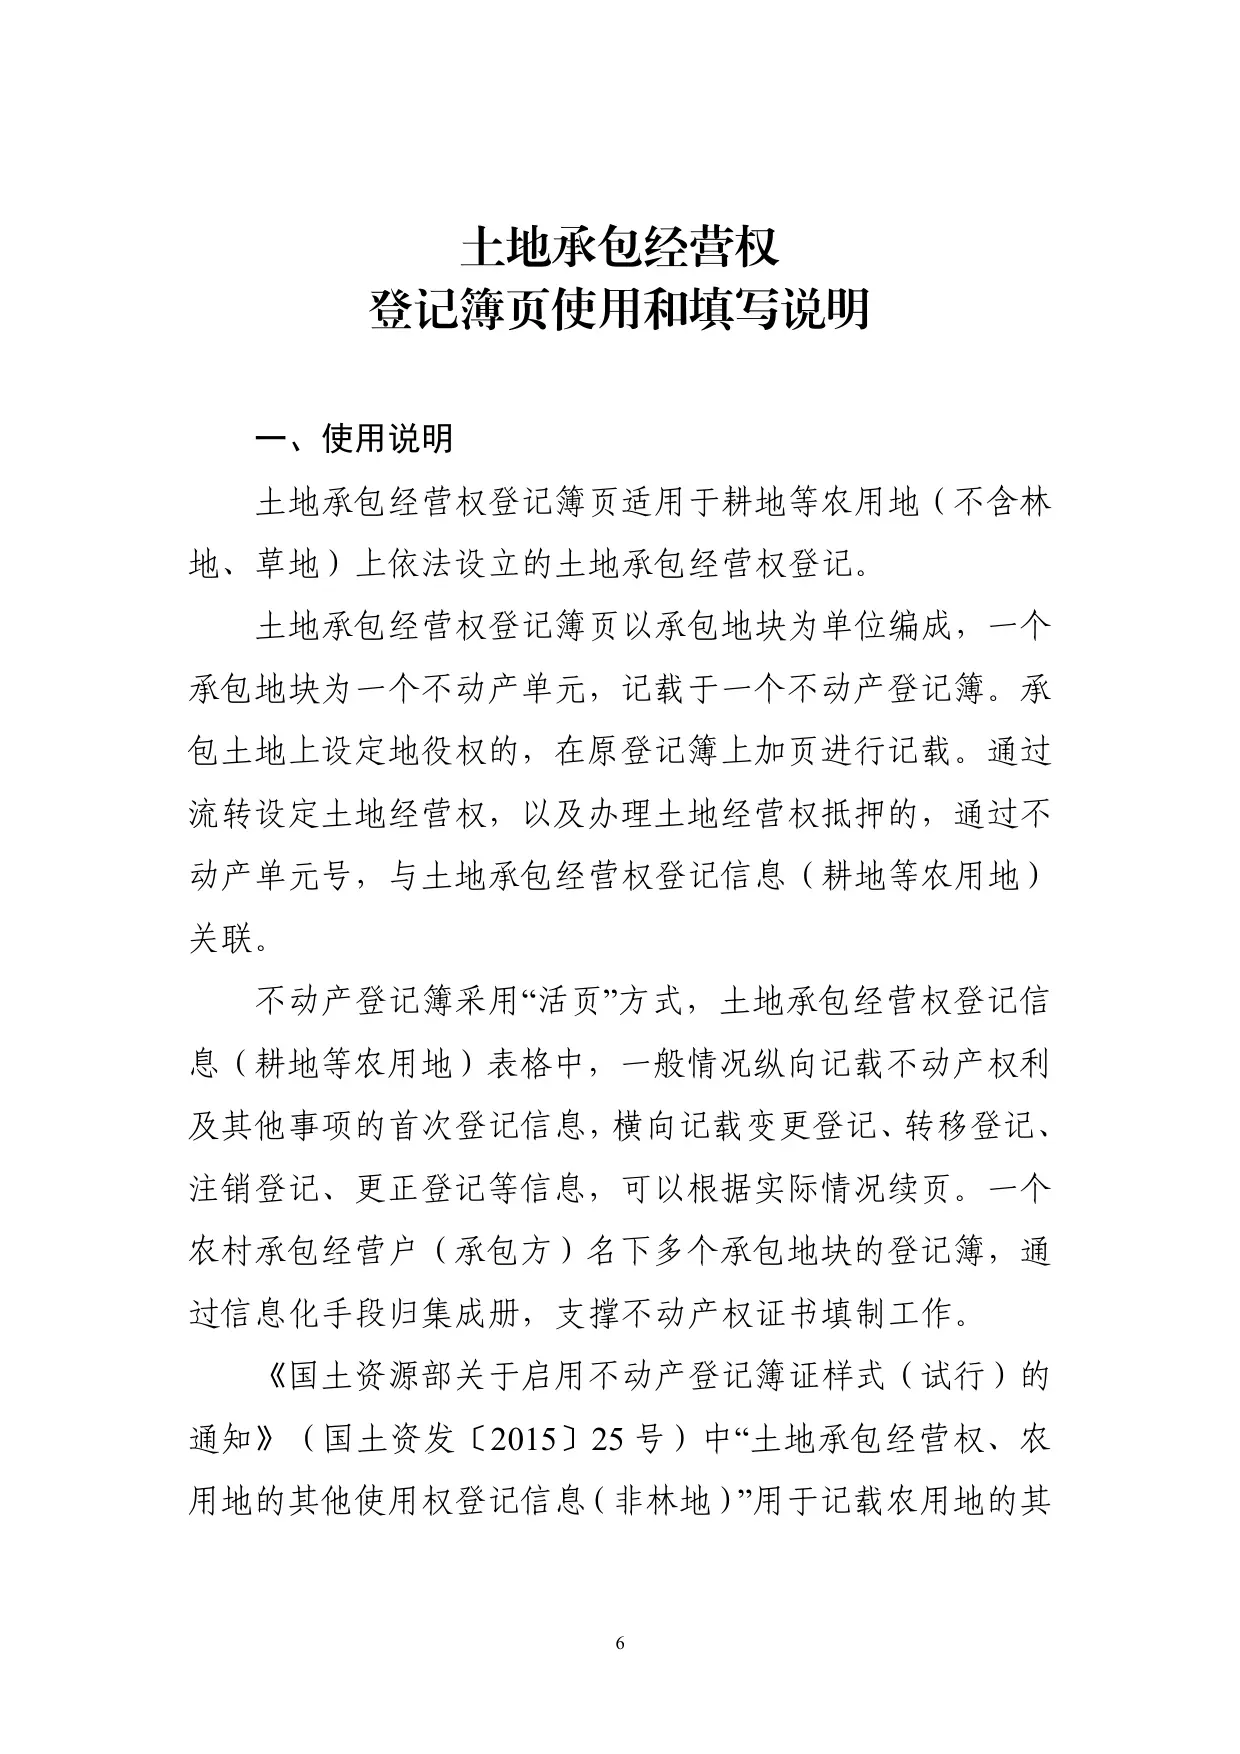 土地承包经营权
登记簿页使用和填写说明
一、使用说明
土地承包经营权登记簿页适用于耕地等农用地（不含林
地、草地）上依法设立的土地承包经营权登记。
土地承包经营权登记簿页以承包地块为单位编成，一个
承包地块为一个不动产单元，记载于一个不动产登记簿。承
包土地上设定地役权的，在原登记簿上加页进行记载。通过
流转设定土地经营权，以及办理土地经营权抵押的，通过不
动产单元号，与土地承包经营权登记信息（耕地等农用地）
关联。
不动产登记簿采用“活页”方式，土地承包经营权登记信
息（耕地等农用地）表格中，一般情况纵向记载不动产权利
及其他事项的首次登记信息，横向记载变更登记、转移登记、
注销登记、更正登记等信息，可以根据实际情况续页。一个
农村承包经营户（承包方）名下多个承包地块的登记簿，通
过信息化手段归集成册，支撑不动产权证书填制工作。
《国土资源部关于启用不动产登记簿证样式（试行）的
通知》（国土资发〔2015〕25 号）中“土地承包经营权、农
用地的其他使用权登记信息（非林地）”用于记载农用地的其
6